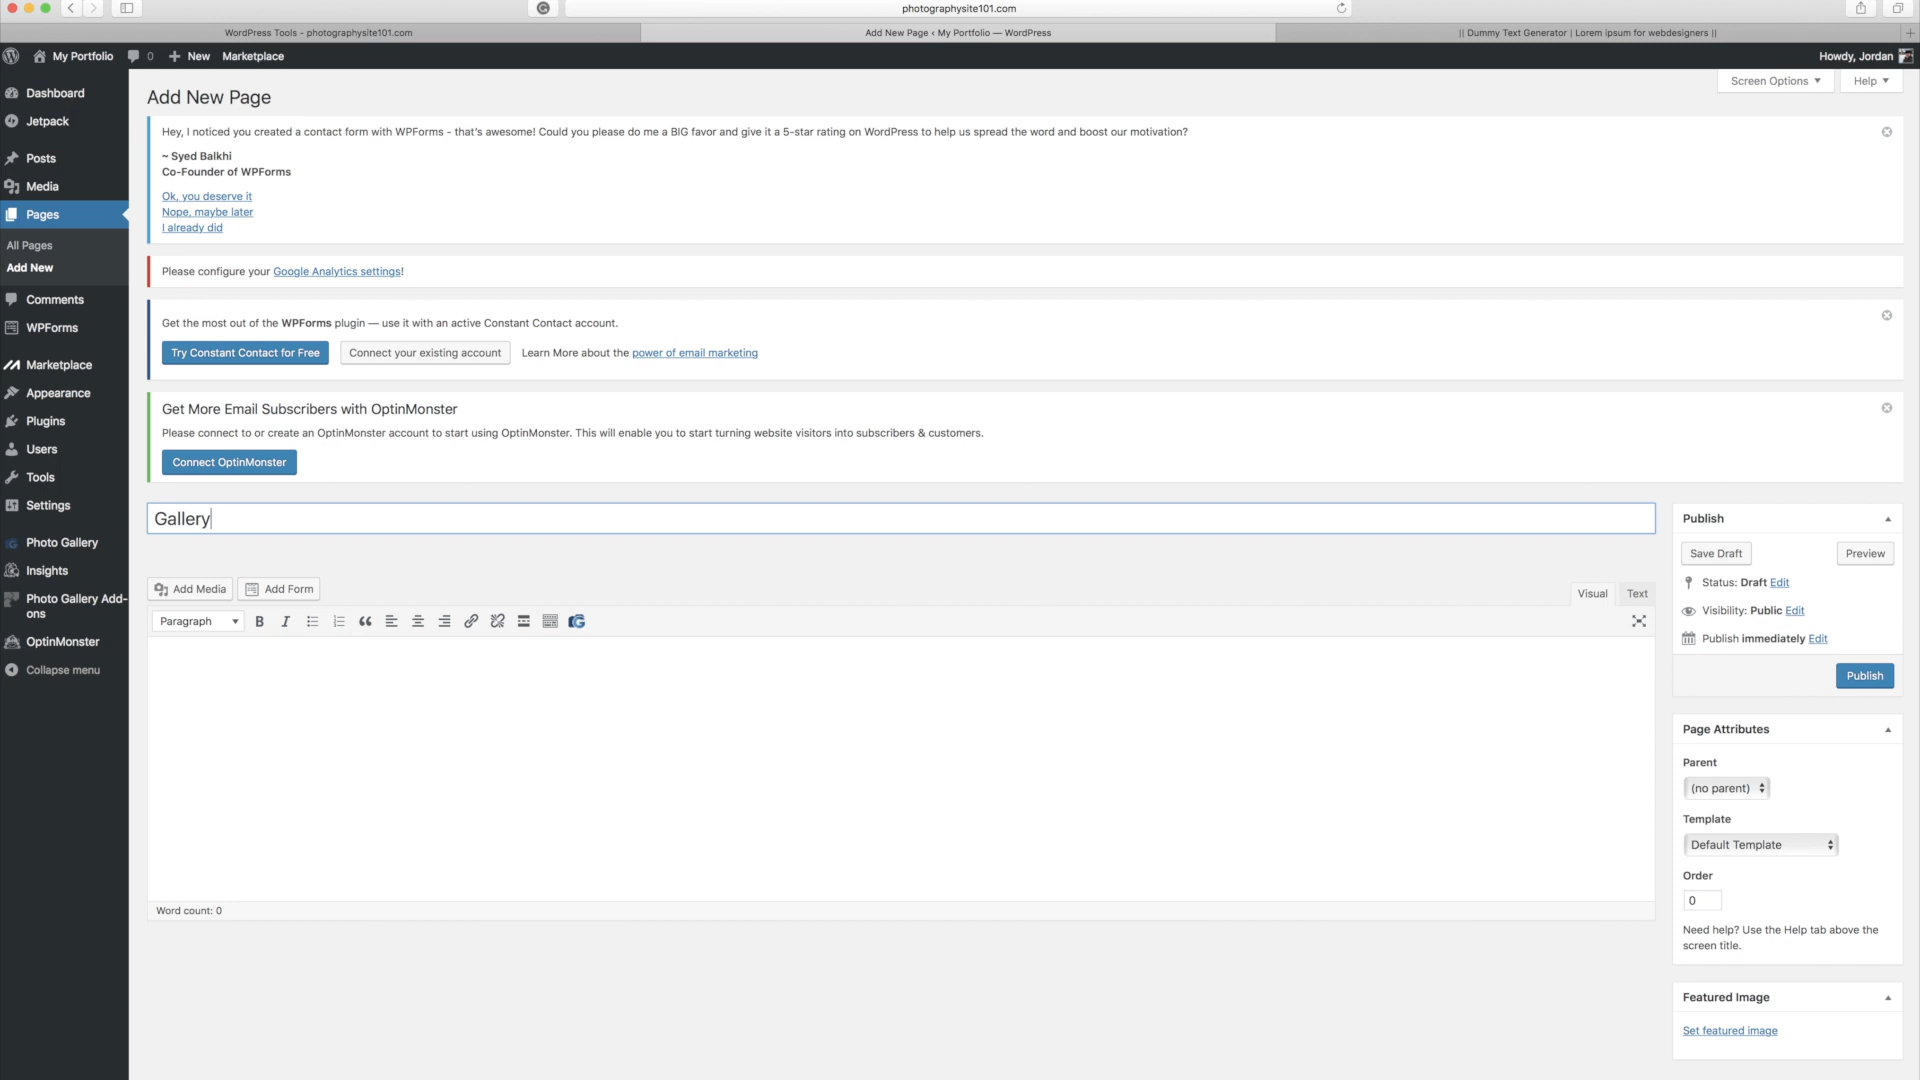 photographysite101.com
WordPress Tools - photographysite101.com
Add New Page ‹ My Portfolio — WordPress
|| Dummy Text Generator | Lorem ipsum for webdesigners ||
My Portfolio
0
New
Marketplace
Howdy, Jordan
Screen Options
Help
Dashboard
Jetpack
Posts
Media
Pages
All Pages
Add New
Comments
WPForms
Marketplace
Appearance
Plugins
Users
Tools
Settings
Photo Gallery
Insights
Photo Gallery Add-
ons
OptinMonster
Collapse menu
Add New Page
Hey, I noticed you created a contact form with WPForms - that's awesome! Could you please do me a BIG favor and give it a 5-star rating on WordPress to help us spread the word and boost our motivation?
~ Syed Balkhi
Co-Founder of WPForms
Ok, you deserve it
Nope, maybe later
I already did
Please configure your Google Analytics settings!
Get the most out of the WPForms plugin — use it with an active Constant Contact account.
Try Constant Contact for Free
Connect your existing account
Learn More about the power of email marketing
Get More Email Subscribers with OptinMonster
Please connect to or create an OptinMonster account to start using OptinMonster. This will enable you to start turning website visitors into subscribers & customers.
Connect OptinMonster
Gallery
Add Media
Add Form
Visual
Text
Paragraph
B
I
Word count: 0
Publish
Save Draft
Preview
Status: Draft Edit
Visibility: Public Edit
Publish immediately Edit
Publish
Page Attributes
Parent
(no parent)
Template
Default Template
Order
0
Need help? Use the Help tab above the
screen title.
Featured Image
Set featured image